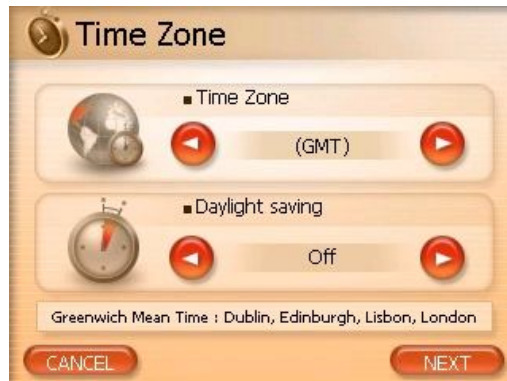 Time Zone
Time Zone
(GMT)
Daylight saving
Off
Greenwich Mean Time : Dublin, Edinburgh, Lisbon, London
CANCEL
NEXT